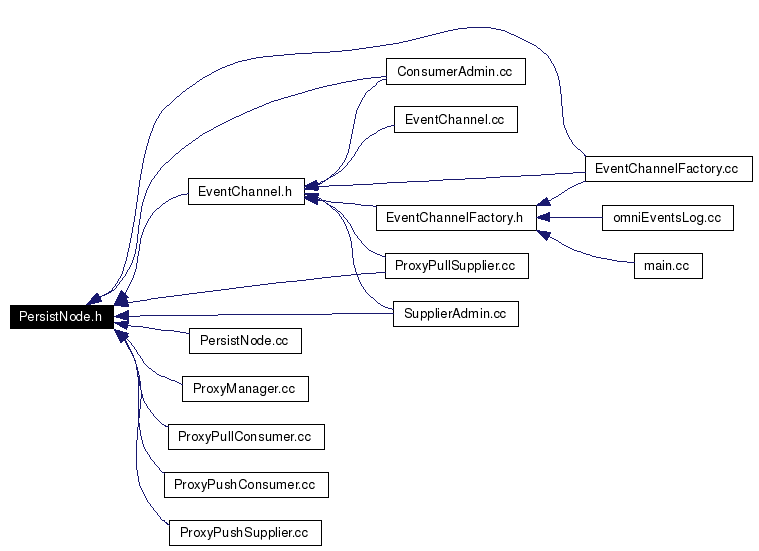 ConsumerAdmin.cc
EventChannel.cc
EventChannelFactory.cc
EventChannel.h
EventChannelFactory.h
omniEventsLog.cc
ProxyPullSupplier.cc
main.cc
PersistNode.h
SupplierAdmin.cc
PersistNode.cc
ProxyManager.cc
ProxyPullConsumer.cc
ProxyPushConsumer.cc
ProxyPushSupplier.cc